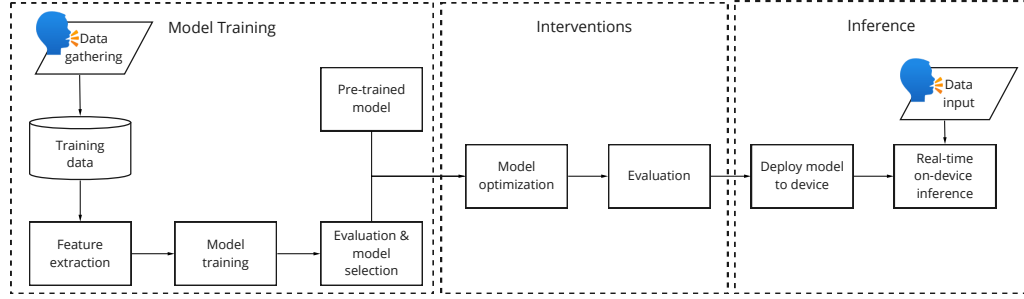 Model Training
Data
gathering
Training
data
Feature
extraction
Model
training
Evaluation &
model
selection
Pre-trained
model
Interventions
Model
optimization
Evaluation
Inference
Deploy model
to device
Data
input
Real-time
on-device
inference